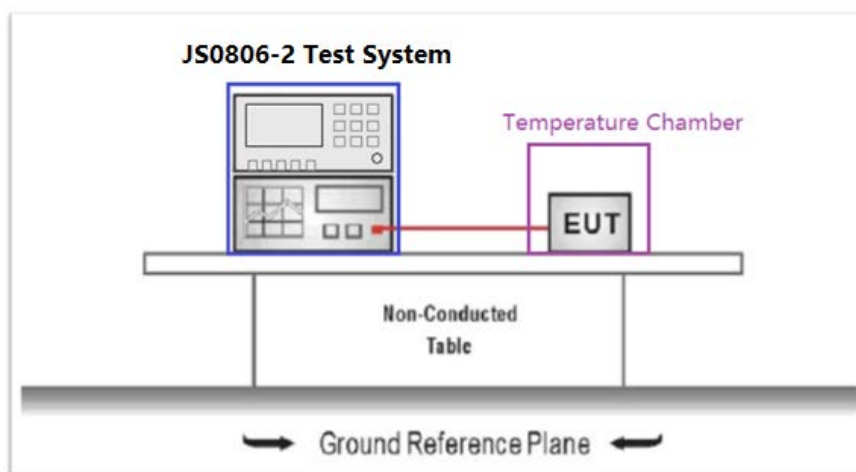 JS0806-2 Test System
Temperature Chamber
EUT
Non-Conducted
Table
Ground Reference Plane